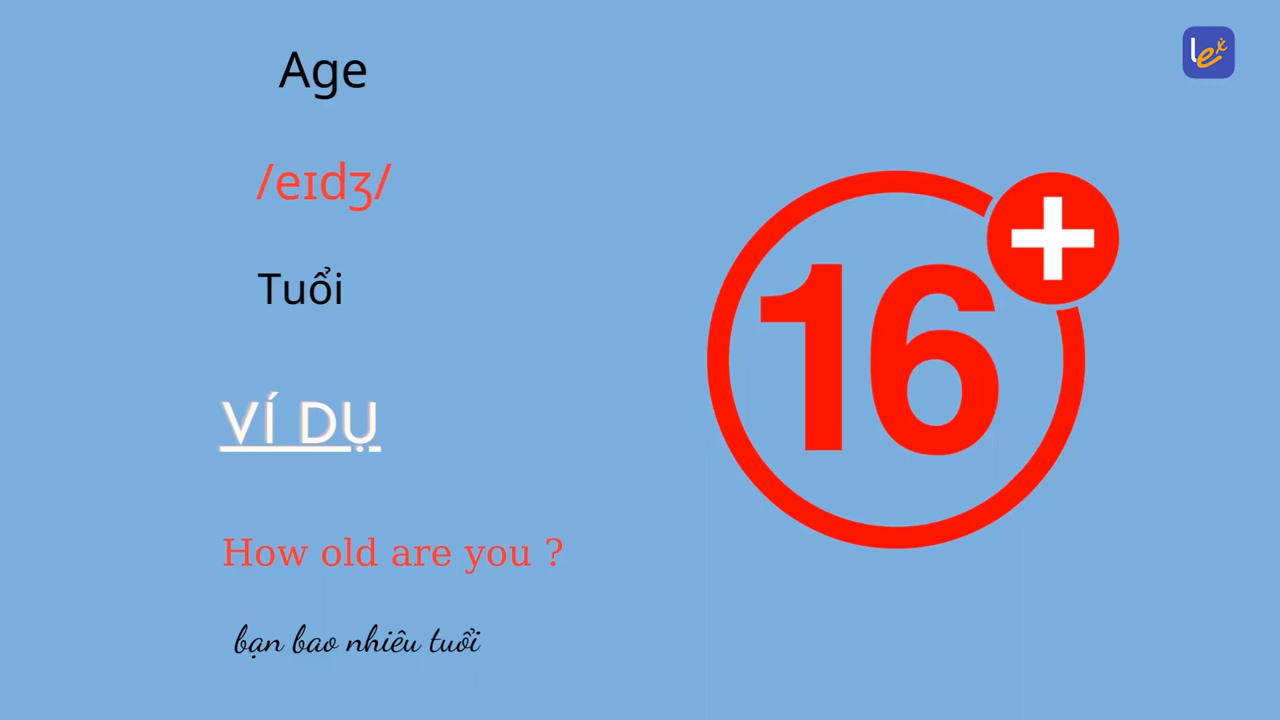 Age
/eɪdʒ/
Tuổi
VÍ DỤ
How old are you ?
bạn bao nhiêu tuổi
16+